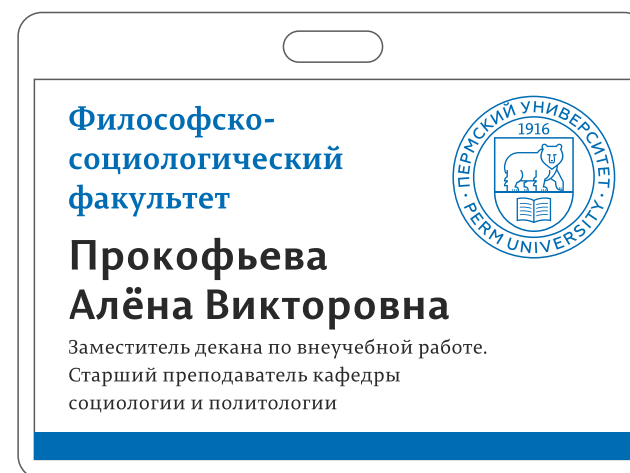 Философско-
социологический
факультет
ПЕРМСКИЙ УНИВЕРСИТЕТ
1916
PERM UNIVERSITY
Прокофьева
Алёна Викторовна
Заместитель декана по внеучебной работе.
Старший преподаватель кафедры
социологии и политологии